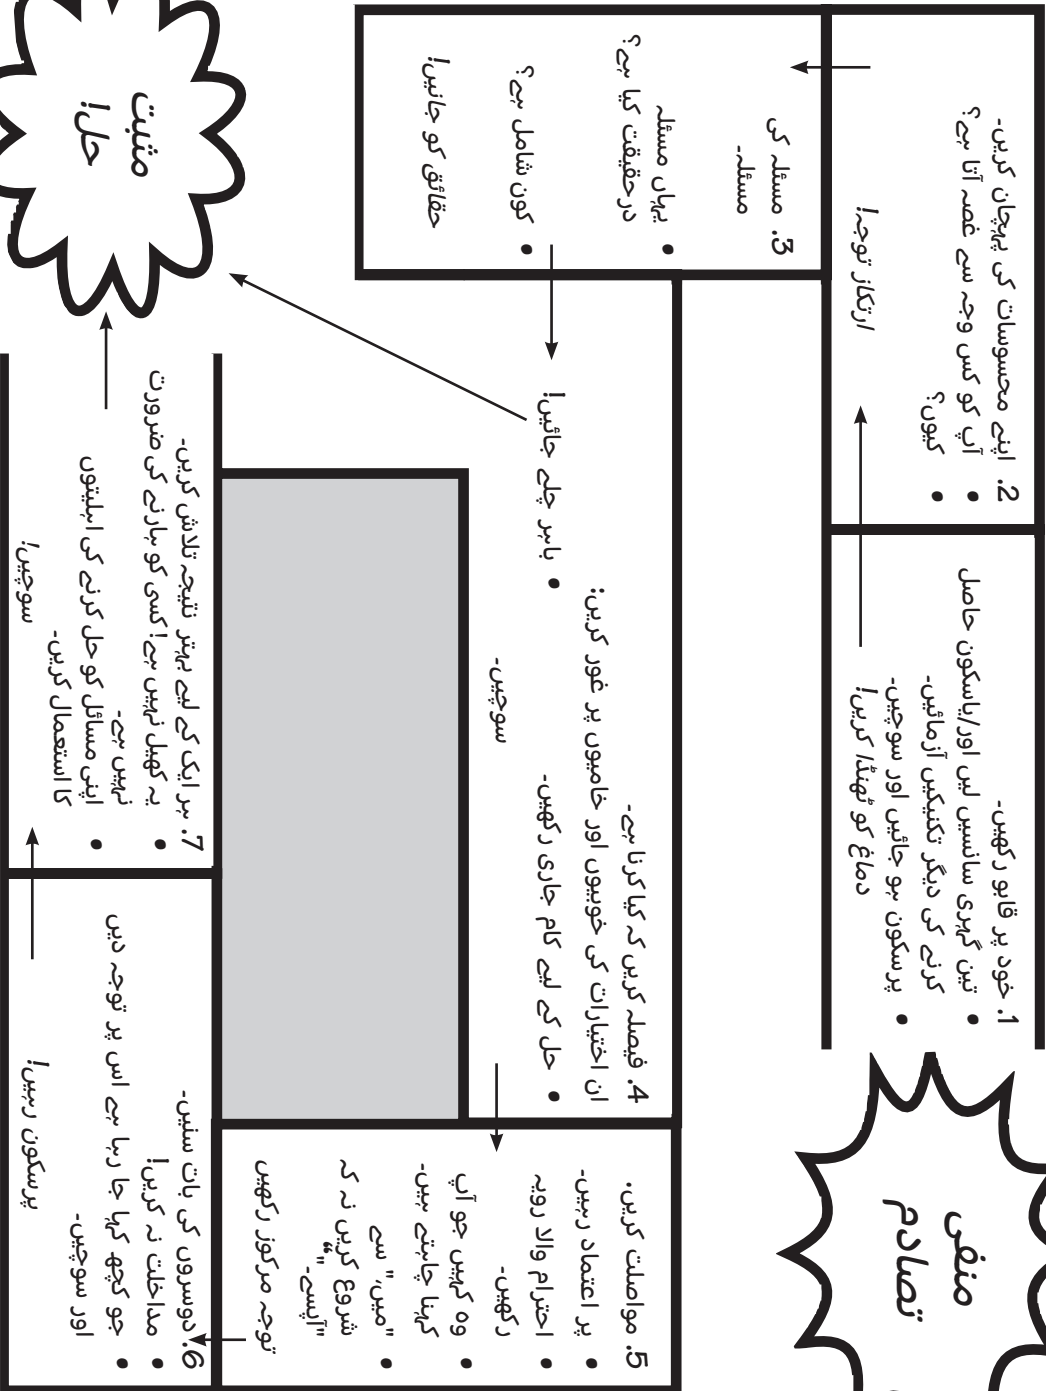 منفی
تصادم
1. خود پر قابو رکھیں۔
• تین گہری سانسیں لیں اور/یاسکون حاصل
کرنے کی دیگر تکنیکیں آزمائیں۔
• پرسکون ہو جائیں اور سوچیں۔
دماغ کو ٹھنڈا کریں!
2. اپنے محسوسات کی پہچان کریں۔
• آپ کو کس وجہ سے غصہ آتا ہے؟
• کیوں؟
ارتکاز توجہ!
3. مسئلہ کی
مسئلہ۔
• یہاں مسئلہ
درحقیقت کیا ہے؟
• کون شامل ہے؟
حقائق کو جانیں!
4. فیصلہ کریں کہ کیا کرنا ہے۔
ان اختیارات کی خوبیوں اور خامیوں پر غور کریں:
• حل کے لیے کام جاری رکھیں۔
• باہر چلے جائیں!
سوچیں۔
5. مواصلت کریں.
• پر اعتماد رہیں۔
• احترام والا رویہ
رکھیں۔
• وہ کہیں جو آپ
کہنا چاہتے ہیں۔
• "میں،" سے
شروع کریں نہ کہ
"آپسے۔“
توجہ مرکوز رکھیں
6. دوسروں کی بات سنیں۔
• مداخلت نہ کریں!
• جو کچھ کہا جا رہا ہے اس پر توجہ دیں
اور سوچیں۔
پرسکون رہیں!
7. ہر ایک کے لیے بہتر نتیجہ تلاش کریں۔
• یہ کھیل نہیں ہے! کسی کو ہارنے کی ضرورت
نہیں ہے۔
• اپنی مسائل کو حل کرنے کی اہلیتوں
کا استعمال کریں۔
سوچیں!
مثبت
حل!